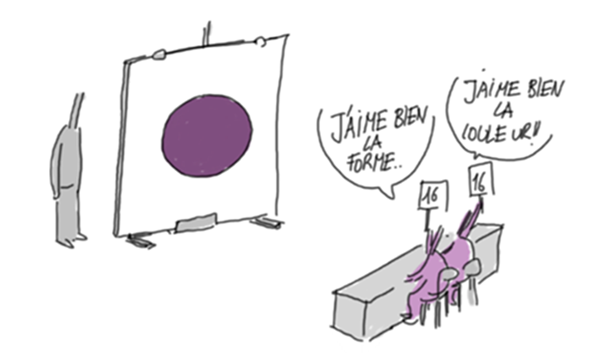 J'AIME BIEN
LA
FORME..
J'AIME BIEN
LA
COULEUR!!
16
16